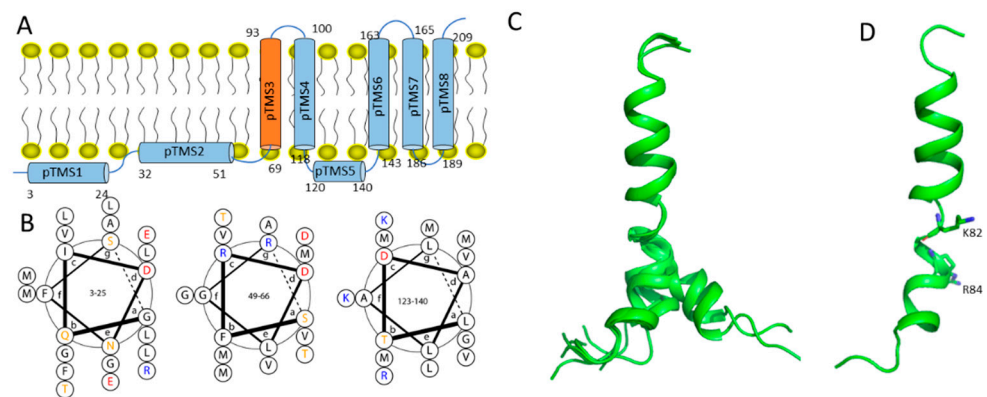 A
93
100
163
165
209
pTMS3
pTMS4
pTMS6
pTMS7
pTMS8
pTMS1
pTMS2
pTMS5
3
24
32
51
69
118
120
140
143
186
189
B
L
V
I
L
A
S
E
L
D
M
M
F
c
g
d
f
3-25
b
e
a
Q
G
F
T
N
G
E
G
L
L
R
T
V
R
A
R
D
M
D
G
G
c
g
d
f
49-66
b
e
a
F
M
M
L
V
S
V
T
K
M
D
M
L
M
V
A
K
A
c
g
d
f
123-140
b
e
a
T
R
L
L
L
G
V
C
D
K82
R84